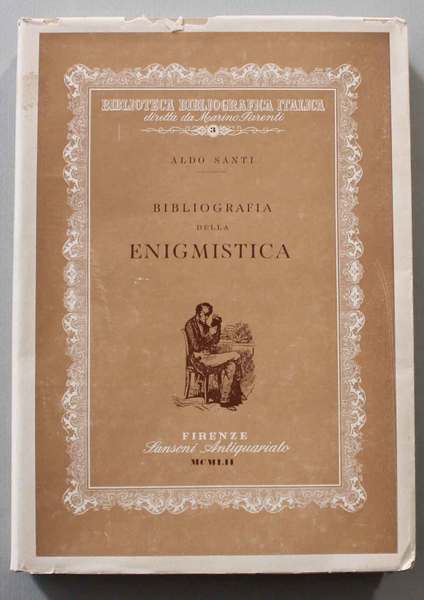 BIBLIOTECA BIBLIOGRAFICA ITALICA
diretta da Marino Parenti
3
ALDO SANTI
BIBLIOGRAFIA
DELLA
ENIGMISTICA
FIRENZE
Sansoni Antiquariato
MCMLII